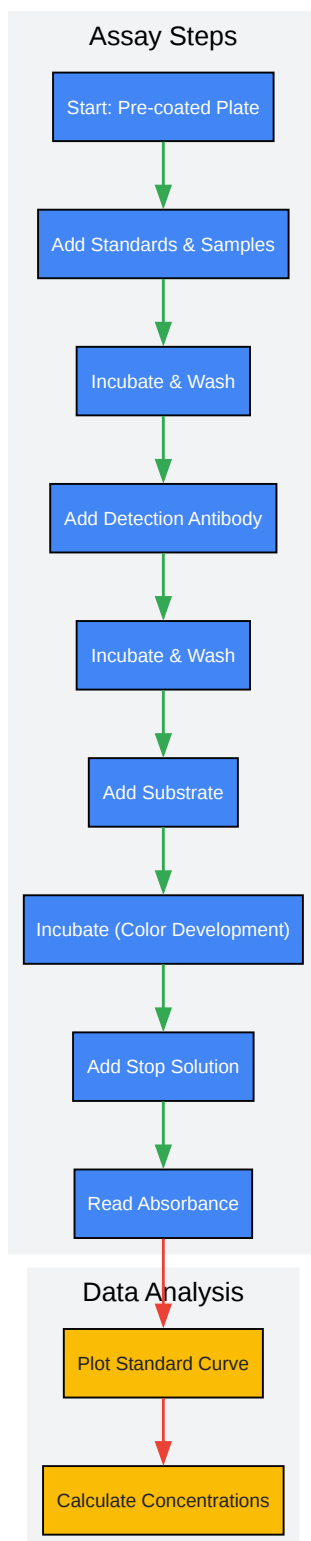 Assay Steps
Start: Pre-coated Plate
Add Standards & Samples
Incubate & Wash
Add Detection Antibody
Incubate & Wash
Add Substrate
Incubate (Color Development)
Add Stop Solution
Read Absorbance
Data Analysis
Plot Standard Curve
Calculate Concentrations